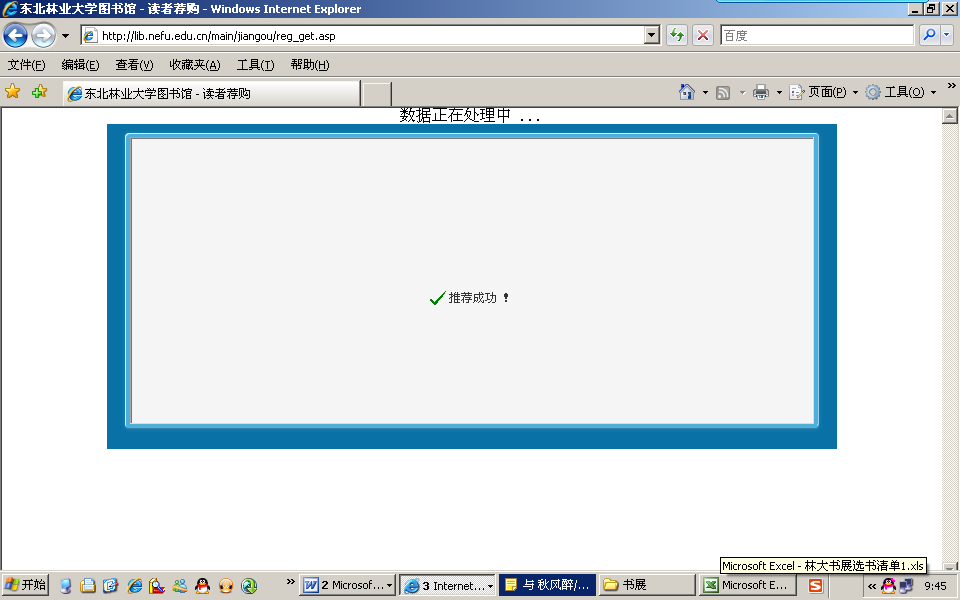 东北林业大学图书馆 - 读者荐购 - Windows Internet Explorer
http://lib.nefu.edu.cn/main/jiangou/reg_get.asp
百度
文件(F) 编辑(E) 查看(V) 收藏夹(A) 工具(T) 帮助(H)
东北林业大学图书馆 - 读者荐购
页面(P) 工具(O) »
数据正在处理中 ...
推荐成功 !
Microsoft Excel - 林大书展选书清单1.xls
开始 » 2 Microsof... 3 Internet... 与 秋风醉/... 书展 Microsoft E... « 9:45